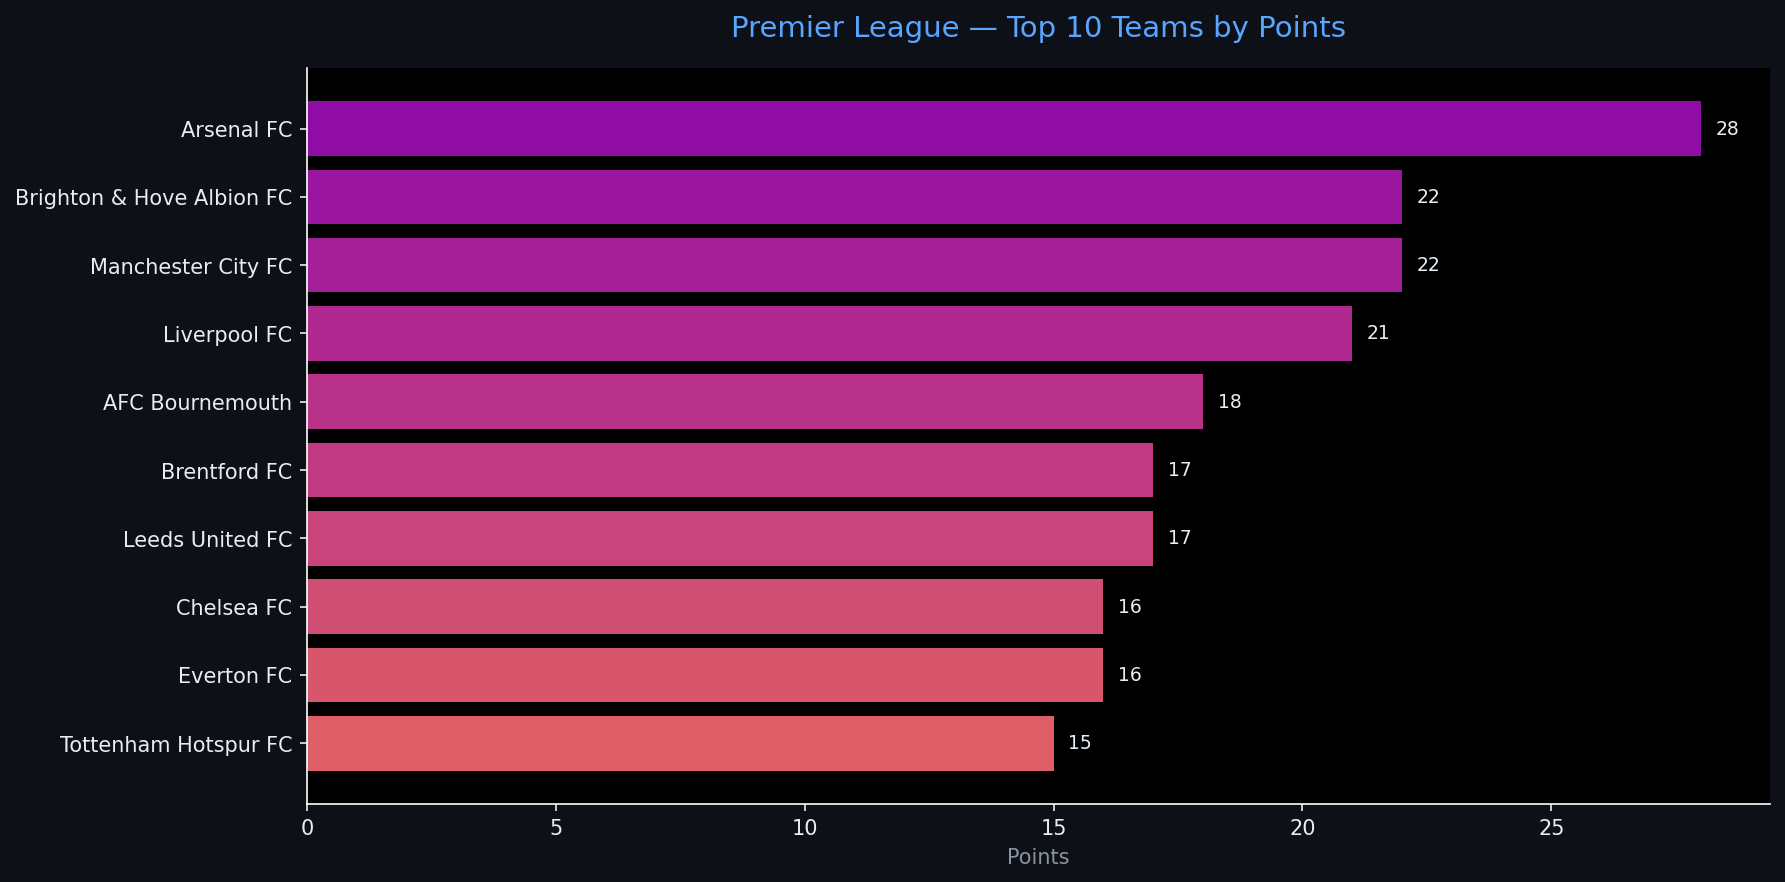 Premier League — Top 10 Teams by Points
Arsenal FC 28
Brighton & Hove Albion FC 22
Manchester City FC 22
Liverpool FC 21
AFC Bournemouth 18
Brentford FC 17
Leeds United FC 17
Chelsea FC 16
Everton FC 16
Tottenham Hotspur FC 15
0 5 10 15 20 25
Points